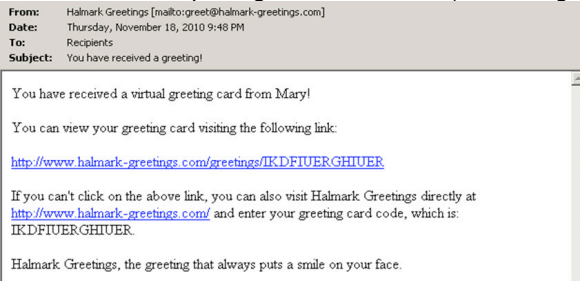 From: Halmark Greetings [mailto:greet@halmark-greetings.com]
Date: Thursday, November 18, 2010 9:48 PM
To: Recipients
Subject: You have received a greeting!
You have received a virtual greeting card from Mary!
You can view your greeting card visiting the following link:
http://www.halmark-greetings.com/greetings/IKDFIUERGHIUER
If you can't click on the above link, you can also visit Halmark Greetings directly at
http://www.halmark-greetings.com/ and enter your greeting card code, which is:
IKDFIUERGHIUER.
Halmark Greetings, the greeting that always puts a smile on your face.